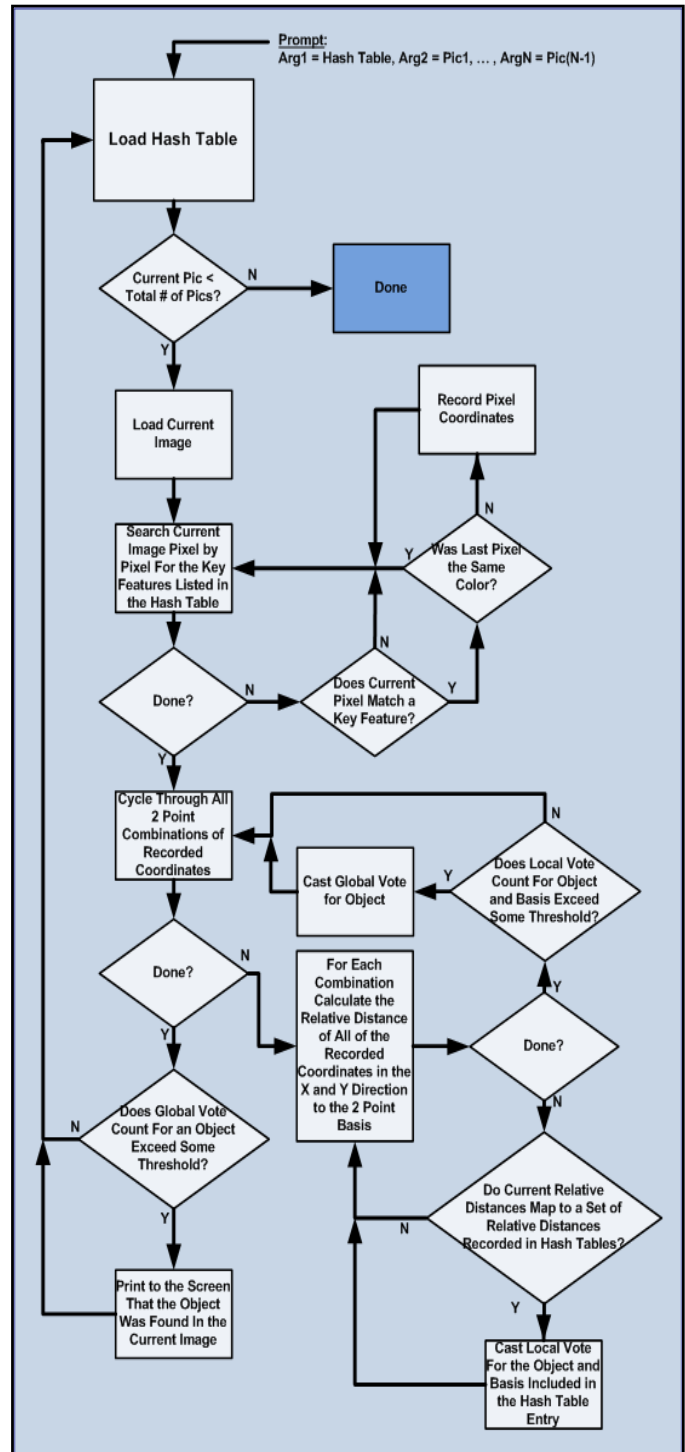 Prompt:
Arg1 = Hash Table, Arg2 = Pic1, … , ArgN = Pic(N-1)
Load Hash Table
Current Pic <
Total # of Pics?
N
Done
Y
Load Current
Image
Record Pixel
Coordinates
N
Search Current
Image Pixel by
Pixel For the Key
Features Listed in
the Hash Table
Y
Was Last Pixel
the Same
Color?
N
Done?
N
Does Current
Pixel Match a
Key Feature?
Y
Y
Cycle Through All
2 Point
Combinations of
Recorded
Coordinates
N
Cast Global Vote
for Object
Y
Does Local Vote
Count For Object
and Basis Exceed
Some Threshold?
Done?
N
For Each
Combination
Calculate the
Relative Distance
of All of the
Recorded
Coordinates in the
X and Y Direction
to the 2 Point
Basis
Y
Done?
Y
N
N
Does Global Vote
Count For an Object
Exceed Some
Threshold?
Y
Do Current Relative
Distances Map to a Set of
Relative Distances
Recorded in Hash Tables?
N
Y
Print to the Screen
That the Object
Was Found In the
Current Image
Cast Local Vote
For the Object and
Basis Included in
the Hash Table
Entry